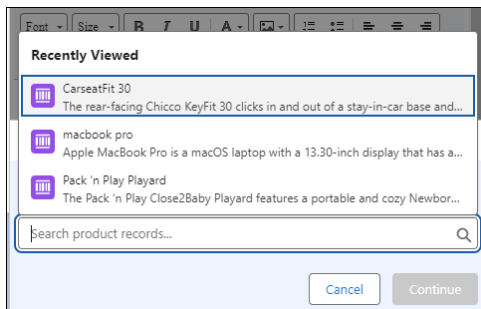 Font Size B I U A
Recently Viewed
CarseatFit 30
The rear-facing Chicco KeyFit 30 clicks in and out of a stay-in-car base and...
macbook pro
Apple MacBook Pro is a macOS laptop with a 13.30-inch display that has a...
Pack 'n Play Playard
The Pack 'n Play Close2Baby Playard features a portable and cozy Newbor...
Search product records...
Cancel Continue